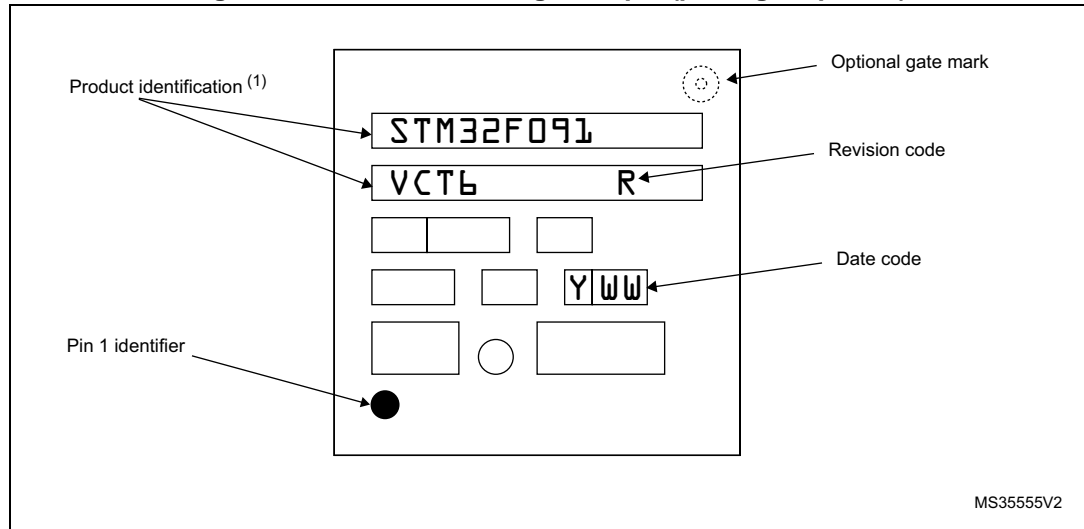 Optional gate mark
Product identification (1)
STM32F091
Revision code
VCT6 R
Date code
Y WW
Pin 1 identifier
MS35555V2